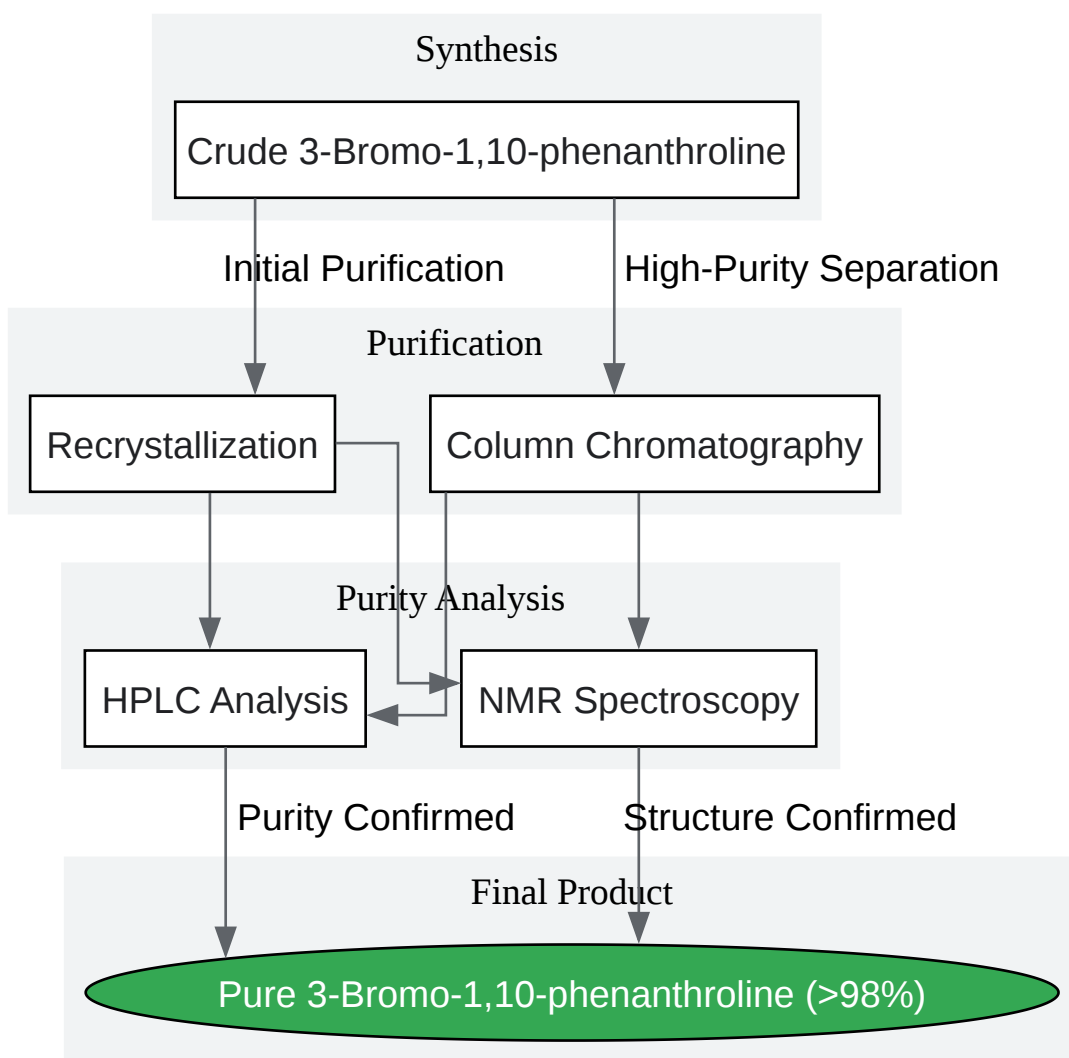 Synthesis
Crude 3-Bromo-1,10-phenanthroline
Initial Purification
High-Purity Separation
Purification
Recrystallization
Column Chromatography
Purity Analysis
HPLC Analysis
NMR Spectroscopy
Purity Confirmed
Structure Confirmed
Final Product
Pure 3-Bromo-1,10-phenanthroline (>98%)